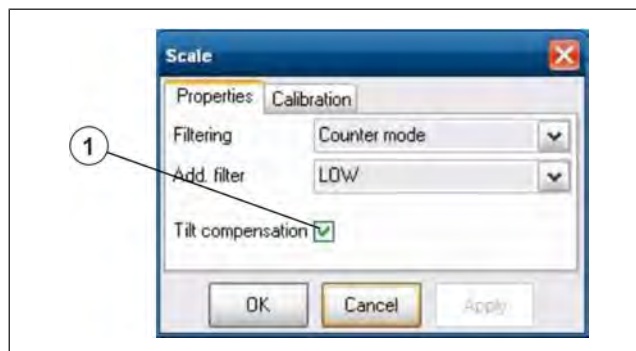 Scale
Properties Calibration
Filtering Counter mode
1
Add. filter LOW
Tilt compensation
OK Cancel Apply